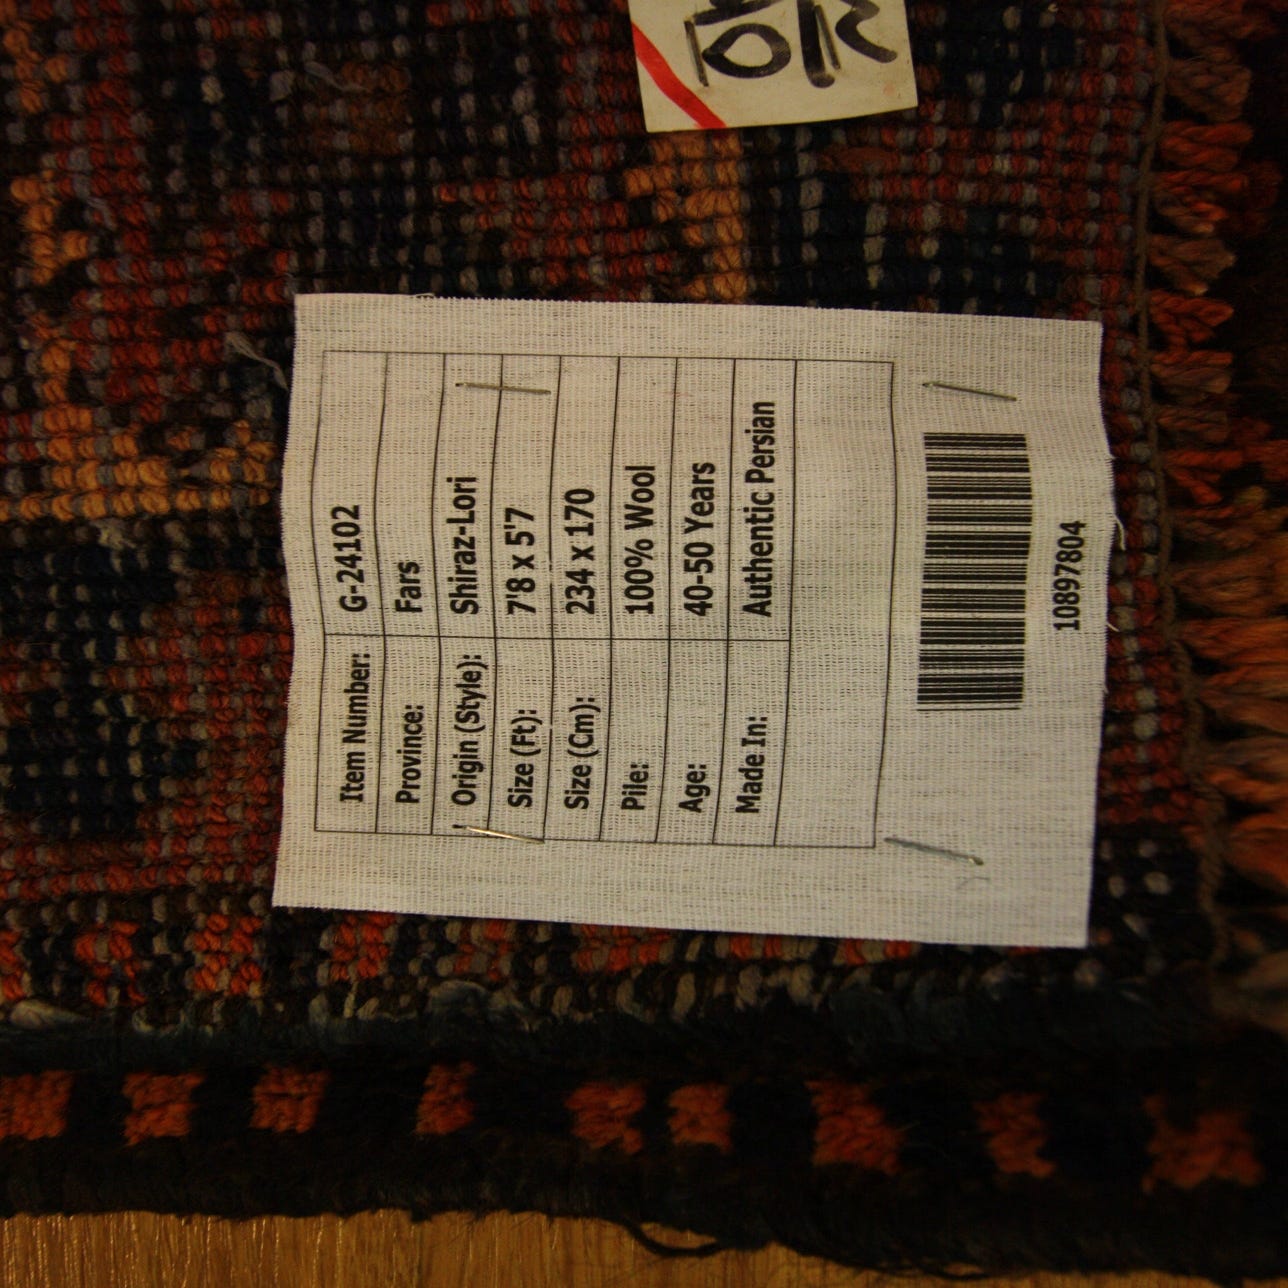 Item Number: G-24102
Province: Fars
Origin (Style): Shiraz-Lori
Size (Ft): 7'8 x 5'7
Size (Cm): 234 x 170
Pile: 100% Wool
Age: 40-50 Years
Made In: Authentic Persian
10897804